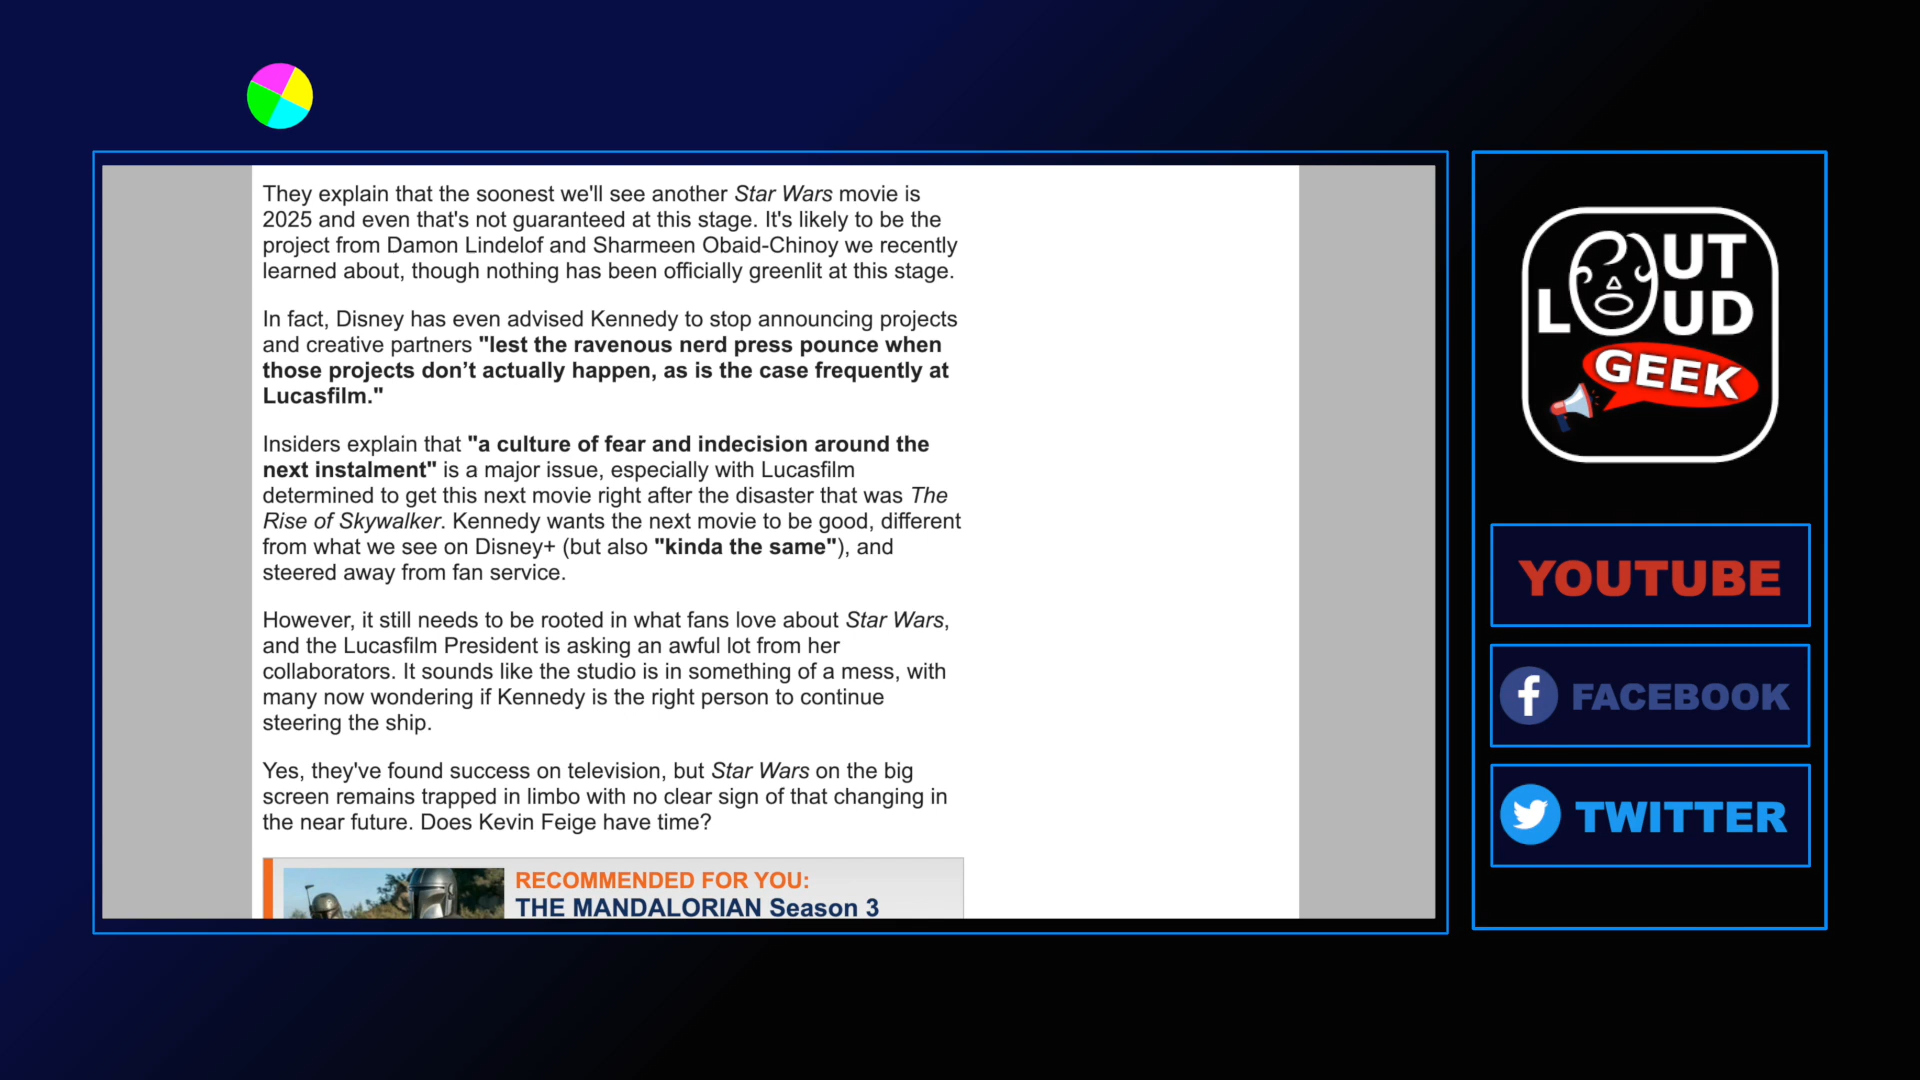 They explain that the soonest we'll see another Star Wars movie is
2025 and even that's not guaranteed at this stage. It's likely to be the
project from Damon Lindelof and Sharmeen Obaid-Chinoy we recently
learned about, though nothing has been officially greenlit at this stage.
In fact, Disney has even advised Kennedy to stop announcing projects
and creative partners "lest the ravenous nerd press pounce when
those projects don’t actually happen, as is the case frequently at
Lucasfilm."
Insiders explain that "a culture of fear and indecision around the
next instalment" is a major issue, especially with Lucasfilm
determined to get this next movie right after the disaster that was The
Rise of Skywalker. Kennedy wants the next movie to be good, different
from what we see on Disney+ (but also "kinda the same"), and
steered away from fan service.
However, it still needs to be rooted in what fans love about Star Wars,
and the Lucasfilm President is asking an awful lot from her
collaborators. It sounds like the studio is in something of a mess, with
many now wondering if Kennedy is the right person to continue
steering the ship.
Yes, they've found success on television, but Star Wars on the big
screen remains trapped in limbo with no clear sign of that changing in
the near future. Does Kevin Feige have time?
RECOMMENDED FOR YOU:
THE MANDALORIAN Season 3
OUT
LOUD
GEEK
YOUTUBE
FACEBOOK
TWITTER